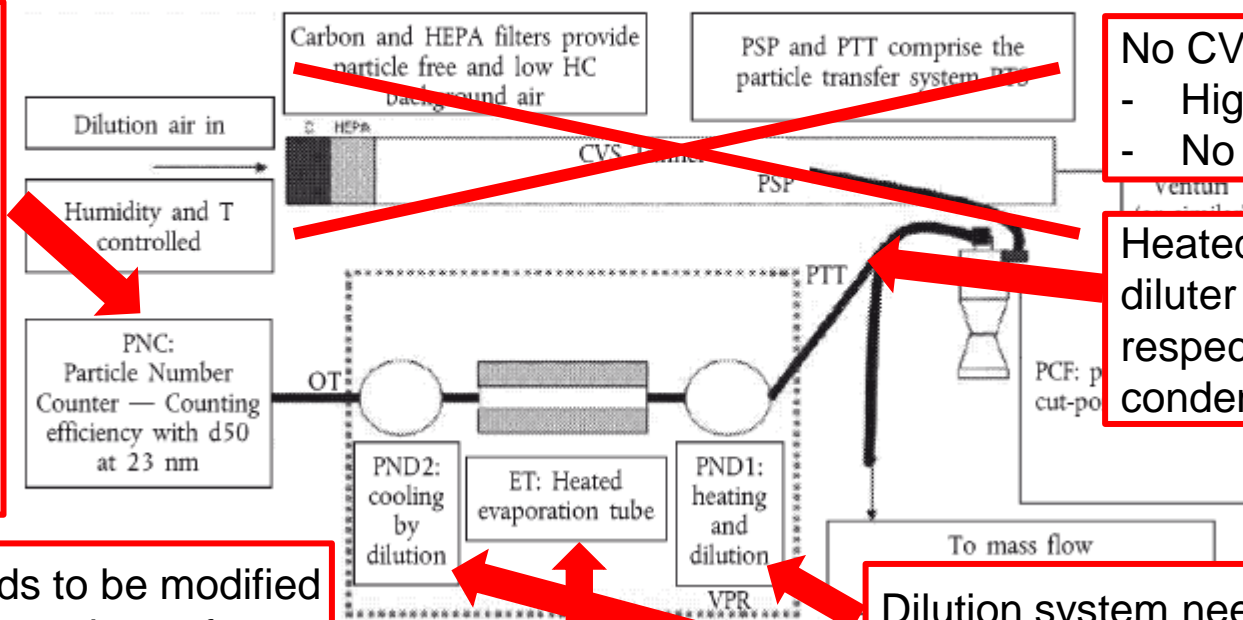 Carbon and HEPA filters provide
particle free and low HC
background air
PSP and PTT comprise the
particle transfer system PTS
No CV
- Hig
- No
Dilution air in
C HEPA
CVS Tunnel
PSP
Venturi
Humidity and T
controlled
PTT
Heated
diluter
respec
conden
PNC:
Particle Number
Counter — Counting
efficiency with d50
at 23 nm
OT
PCF: p
cut-po
PND2:
cooling
by
dilution
ET: Heated
evaporation tube
PND1:
heating
and
dilution
VPR
To mass flow
ds to be modified
Dilution system nee